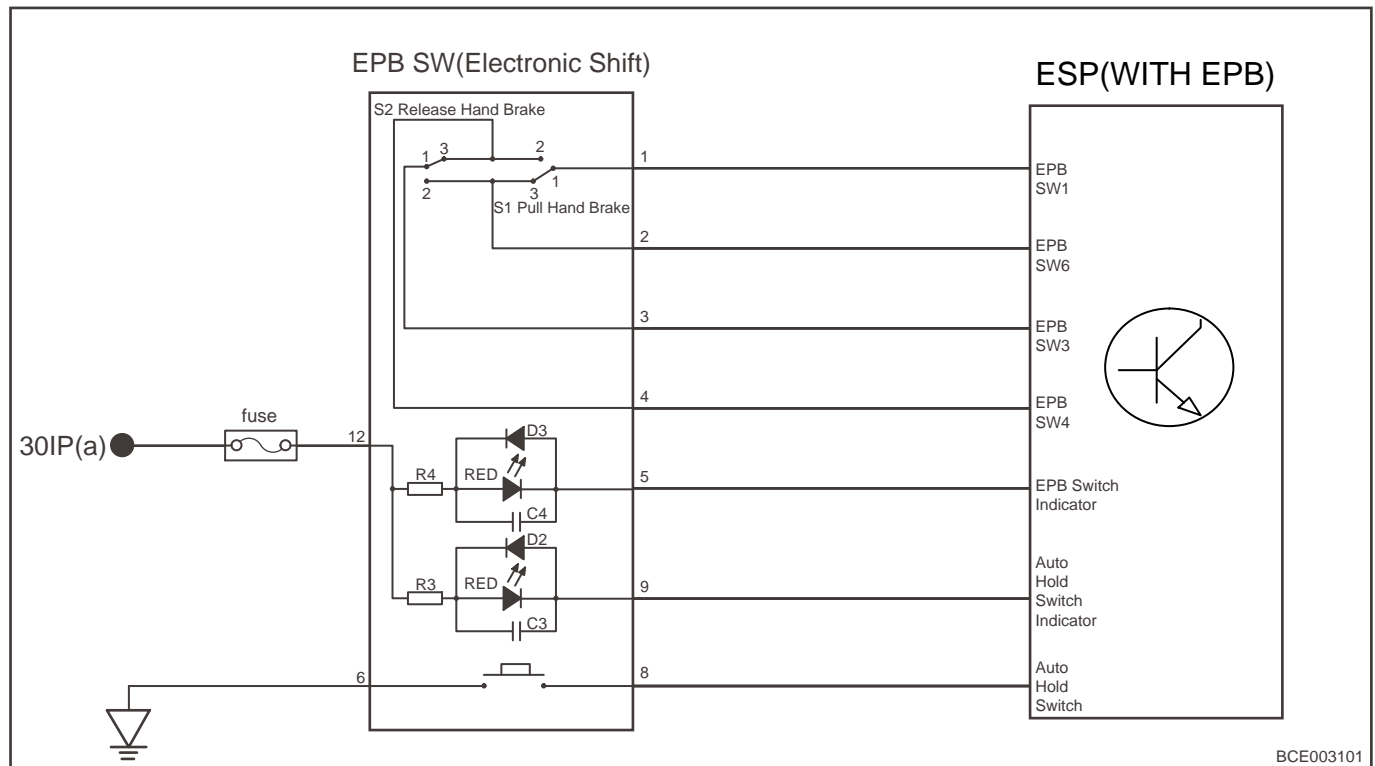 EPB SW(Electronic Shift)
ESP(WITH EPB)
S2 Release Hand Brake
1 3 2
2 3 1
S1 Pull Hand Brake
1
EPB
SW1
2
EPB
SW6
3
EPB
SW3
4
EPB
SW4
fuse
30IP(a)
12
D3
R4 RED
C4
5
EPB Switch
Indicator
D2
R3 RED
C3
9
Auto
Hold
Switch
Indicator
6
8
Auto
Hold
Switch
BCE003101